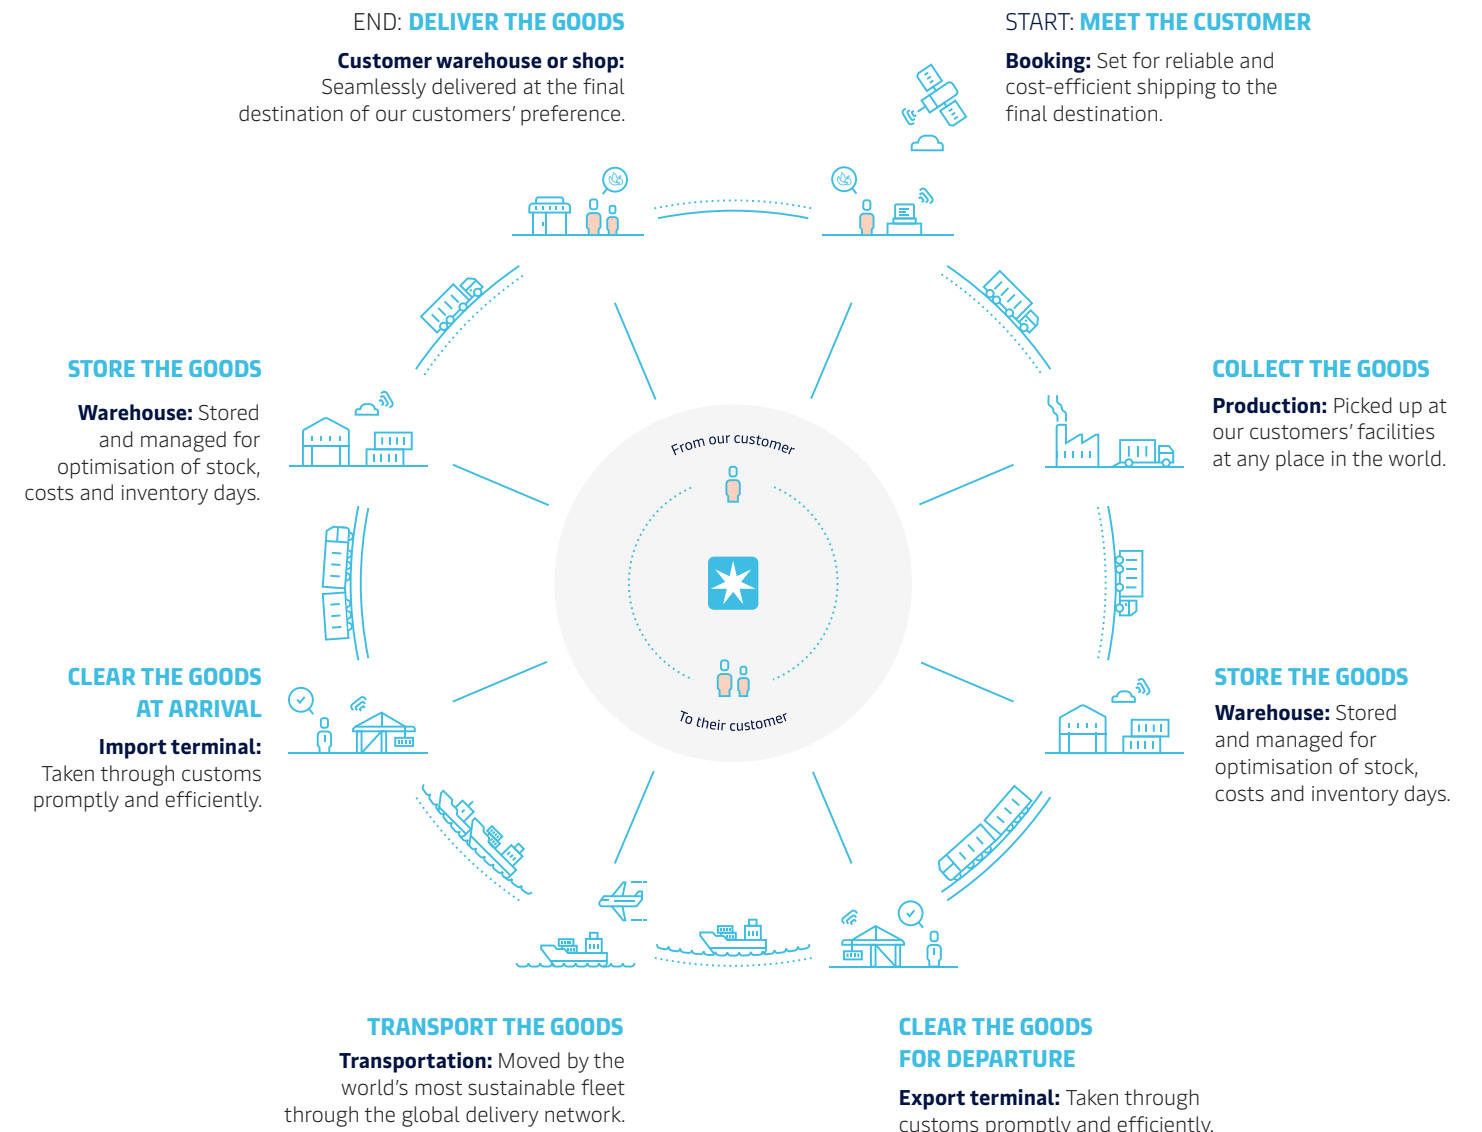 END: DELIVER THE GOODS
Customer warehouse or shop:
Seamlessly delivered at the final
destination of our customers’ preference.
START: MEET THE CUSTOMER
Booking: Set for reliable and
cost-efficient shipping to the
final destination.
COLLECT THE GOODS
Production: Picked up at
our customers’ facilities
at any place in the world.
STORE THE GOODS
Warehouse: Stored
and managed for
optimisation of stock,
costs and inventory days.
CLEAR THE GOODS
FOR DEPARTURE
Export terminal: Taken through
customs promptly and efficiently.
TRANSPORT THE GOODS
Transportation: Moved by the
world’s most sustainable fleet
through the global delivery network.
CLEAR THE GOODS
AT ARRIVAL
Import terminal:
Taken through customs
promptly and efficiently.
STORE THE GOODS
Warehouse: Stored
and managed for
optimisation of stock,
costs and inventory days.
From our customer
To their customer